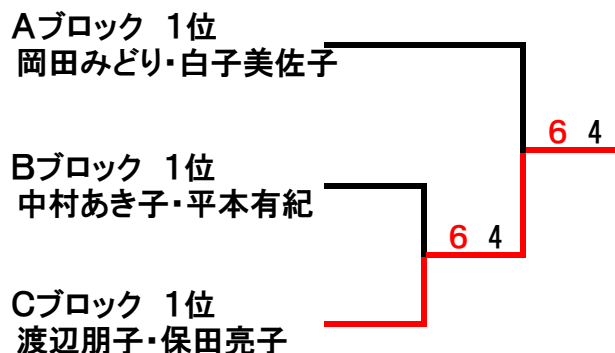 Aブロック 1位
岡田みどり・白子美佐子
6 4
Bブロック 1位
中村あき子・平本有紀
6 4
Cブロック 1位
渡辺朋子・保田亮子